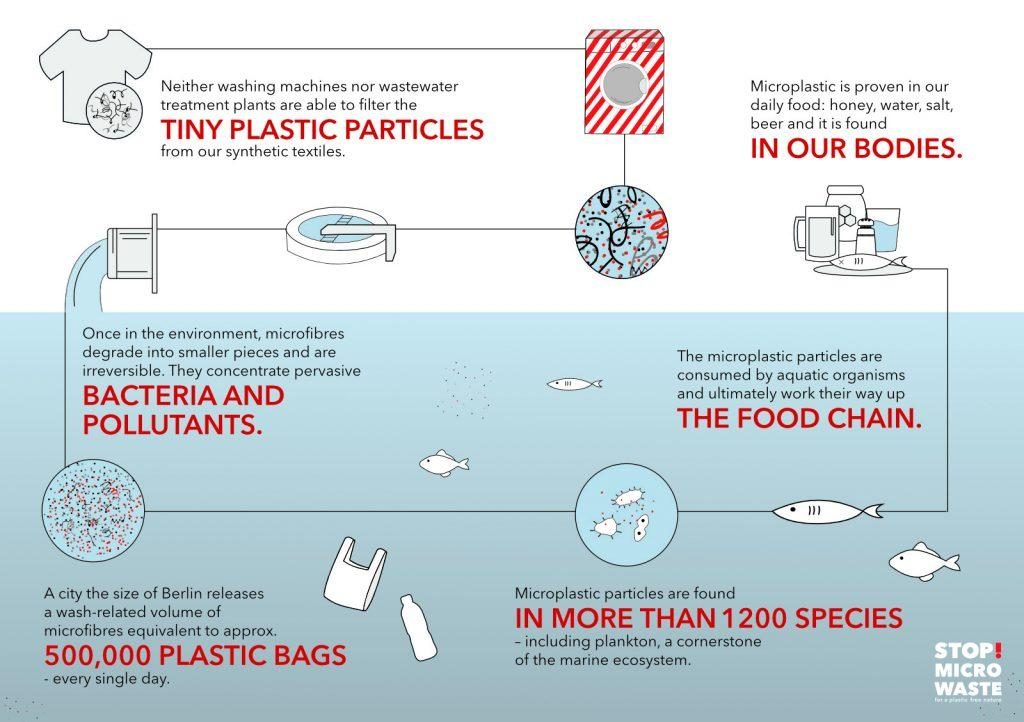 Neither washing machines nor wastewater
treatment plants are able to filter the
TINY PLASTIC PARTICLES
from our synthetic textiles.
Microplastic is proven in our
daily food: honey, water, salt,
beer and it is found
IN OUR BODIES.
Once in the environment, microfibres
degrade into smaller pieces and are
irreversible. They concentrate pervasive
BACTERIA AND
POLLUTANTS.
The microplastic particles are
consumed by aquatic organisms
and ultimately work their way up
THE FOOD CHAIN.
A city the size of Berlin releases
a wash-related volume of
microfibres equivalent to approx.
500,000 PLASTIC BAGS
- every single day.
Microplastic particles are found
IN MORE THAN 1200 SPECIES
– including plankton, a cornerstone
of the marine ecosystem.
STOP!
MICRO
WASTE
for a plastic free nature